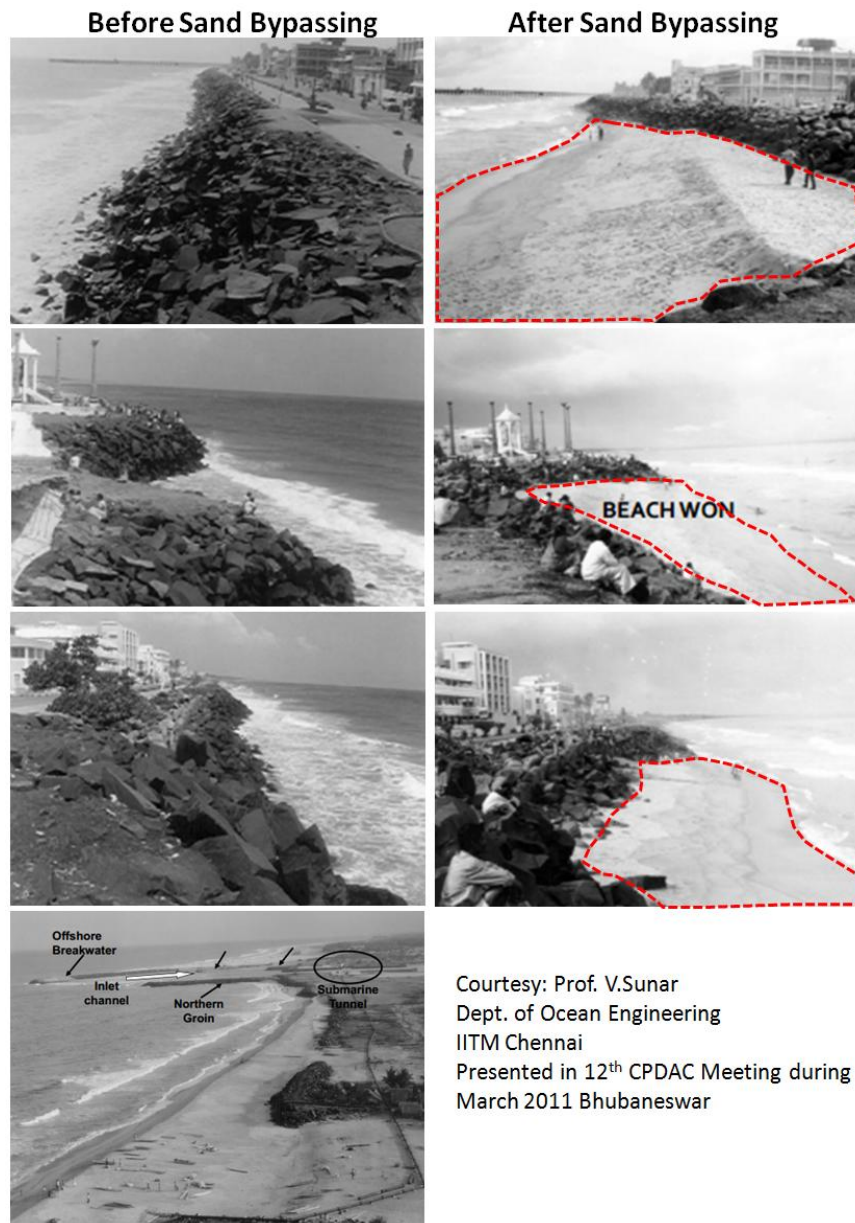 Before Sand Bypassing
After Sand Bypassing
BEACH WON
Offshore
Breakwater
Inlet
channel
Northern
Groin
Submarine
Tunnel
Courtesy: Prof. V.Sunar
Dept. of Ocean Engineering
IITM Chennai
Presented in 12th CPDAC Meeting during
March 2011 Bhubaneswar